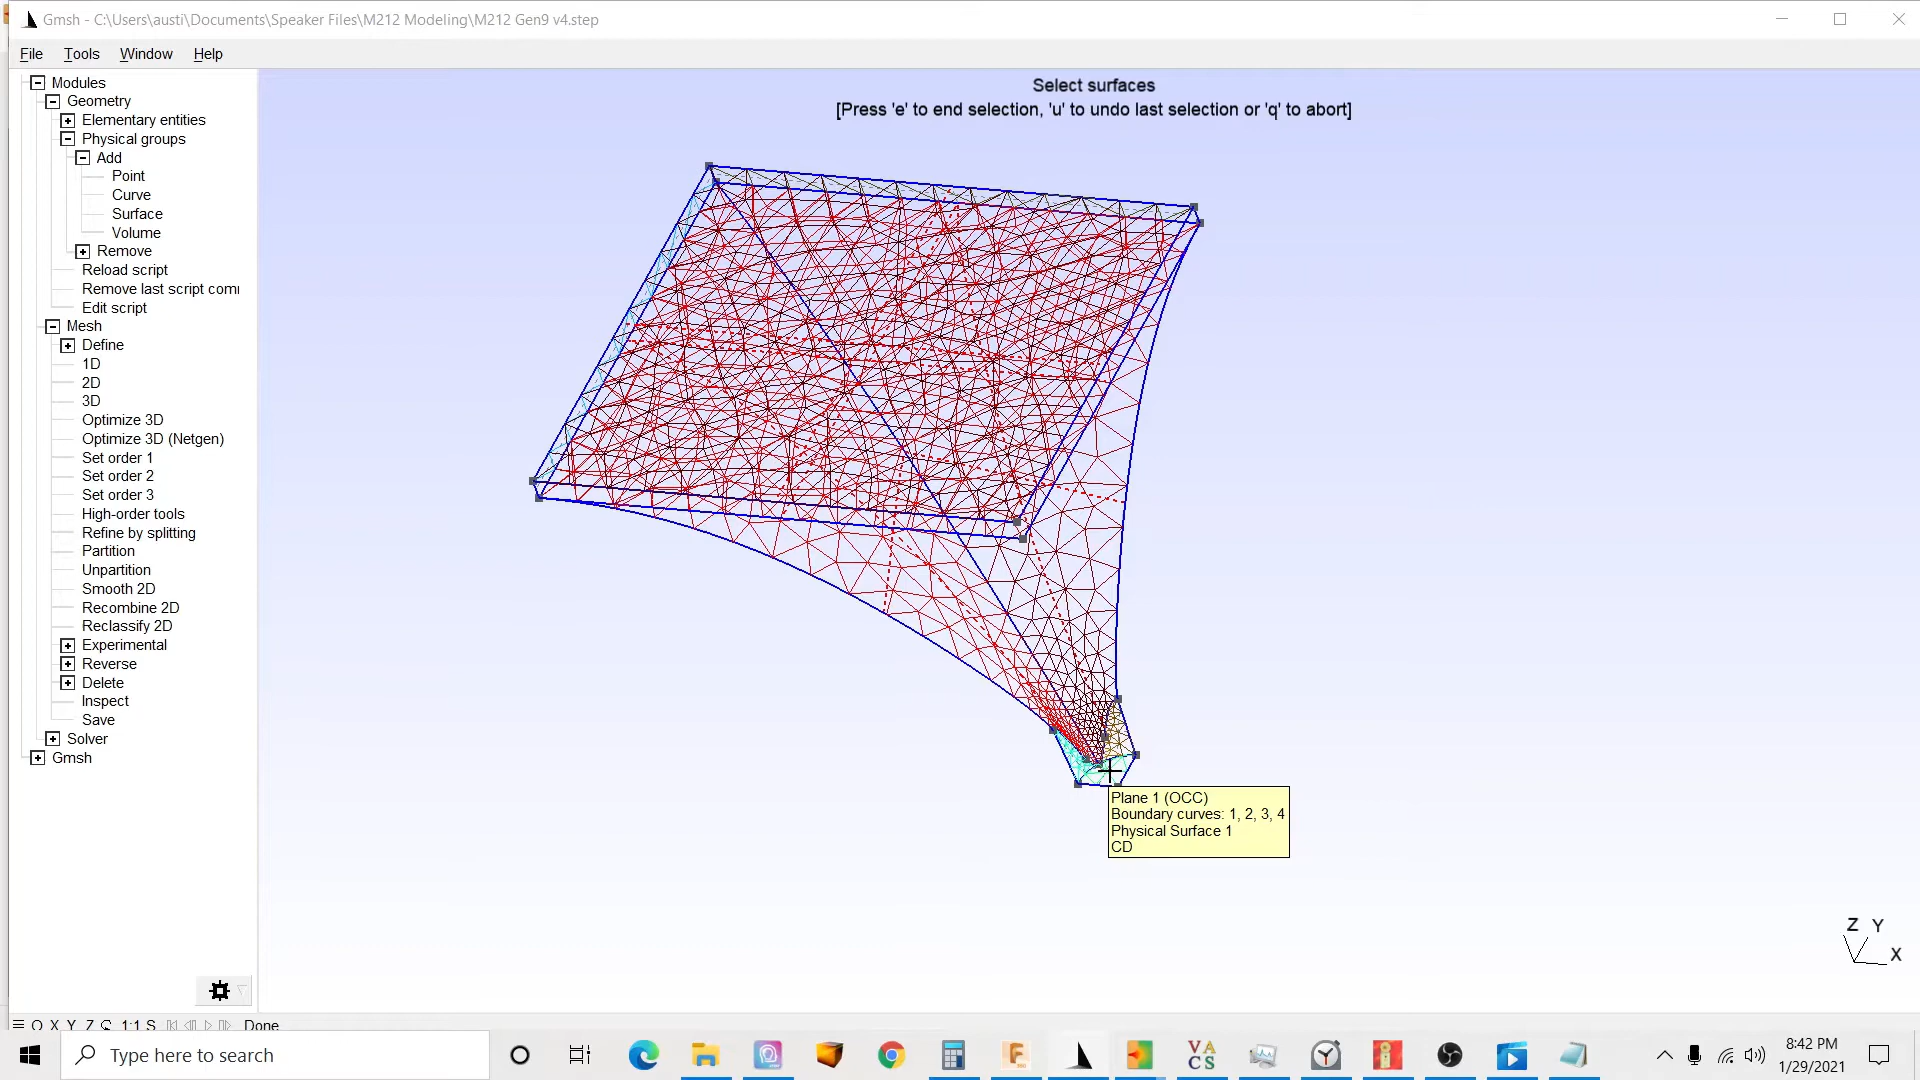 Gmsh - C:\Users\austi\Documents\Speaker Files\M212 Modeling\M212 Gen9 v4.step
File Tools Window Help
Modules
Geometry
Elementary entities
Physical groups
Add
Point
Curve
Surface
Volume
Remove
Reload script
Remove last script comm
Edit script
Mesh
Define
1D
2D
3D
Optimize 3D
Optimize 3D (Netgen)
Set order 1
Set order 2
Set order 3
High-order tools
Refine by splitting
Partition
Unpartition
Smooth 2D
Recombine 2D
Reclassify 2D
Experimental
Reverse
Delete
Inspect
Save
Solver
Gmsh
Select surfaces
[Press 'e' to end selection, 'u' to undo last selection or 'q' to abort]
Plane 1 (OCC)
Boundary curves: 1, 2, 3, 4
Physical Surface 1
CD
Z Y
X
O X Y Z 1:1 S Done
Type here to search
VA
CS
8:42 PM
1/29/2021